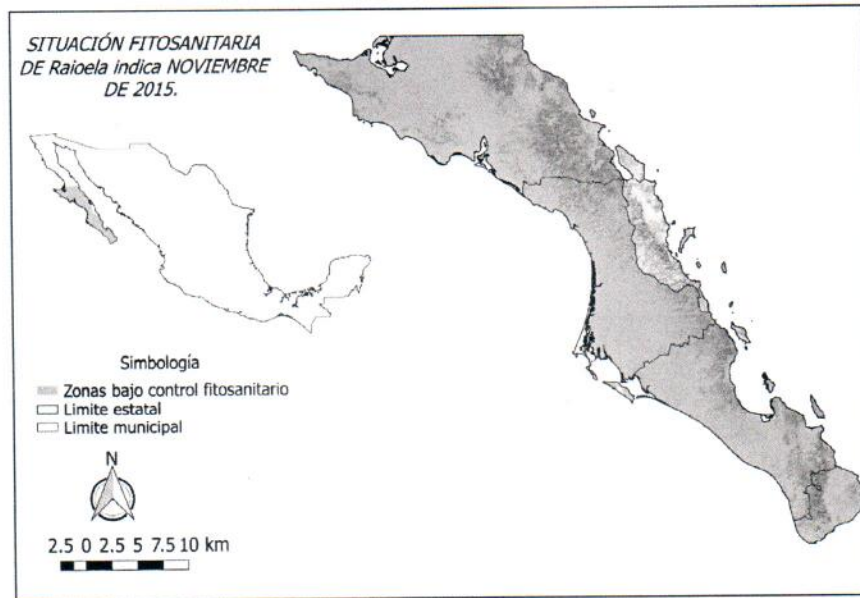 SITUACIÓN FITOSANITARIA
DE Raioela indica NOVIEMBRE
DE 2015.
Simbología
Zonas bajo control fitosanitario
Limite estatal
Limite municipal
N
2.5 0 2.5 5 7.5 10 km